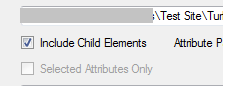 \Test Site\Tur
Include Child Elements Attribute P
Selected Attributes Only